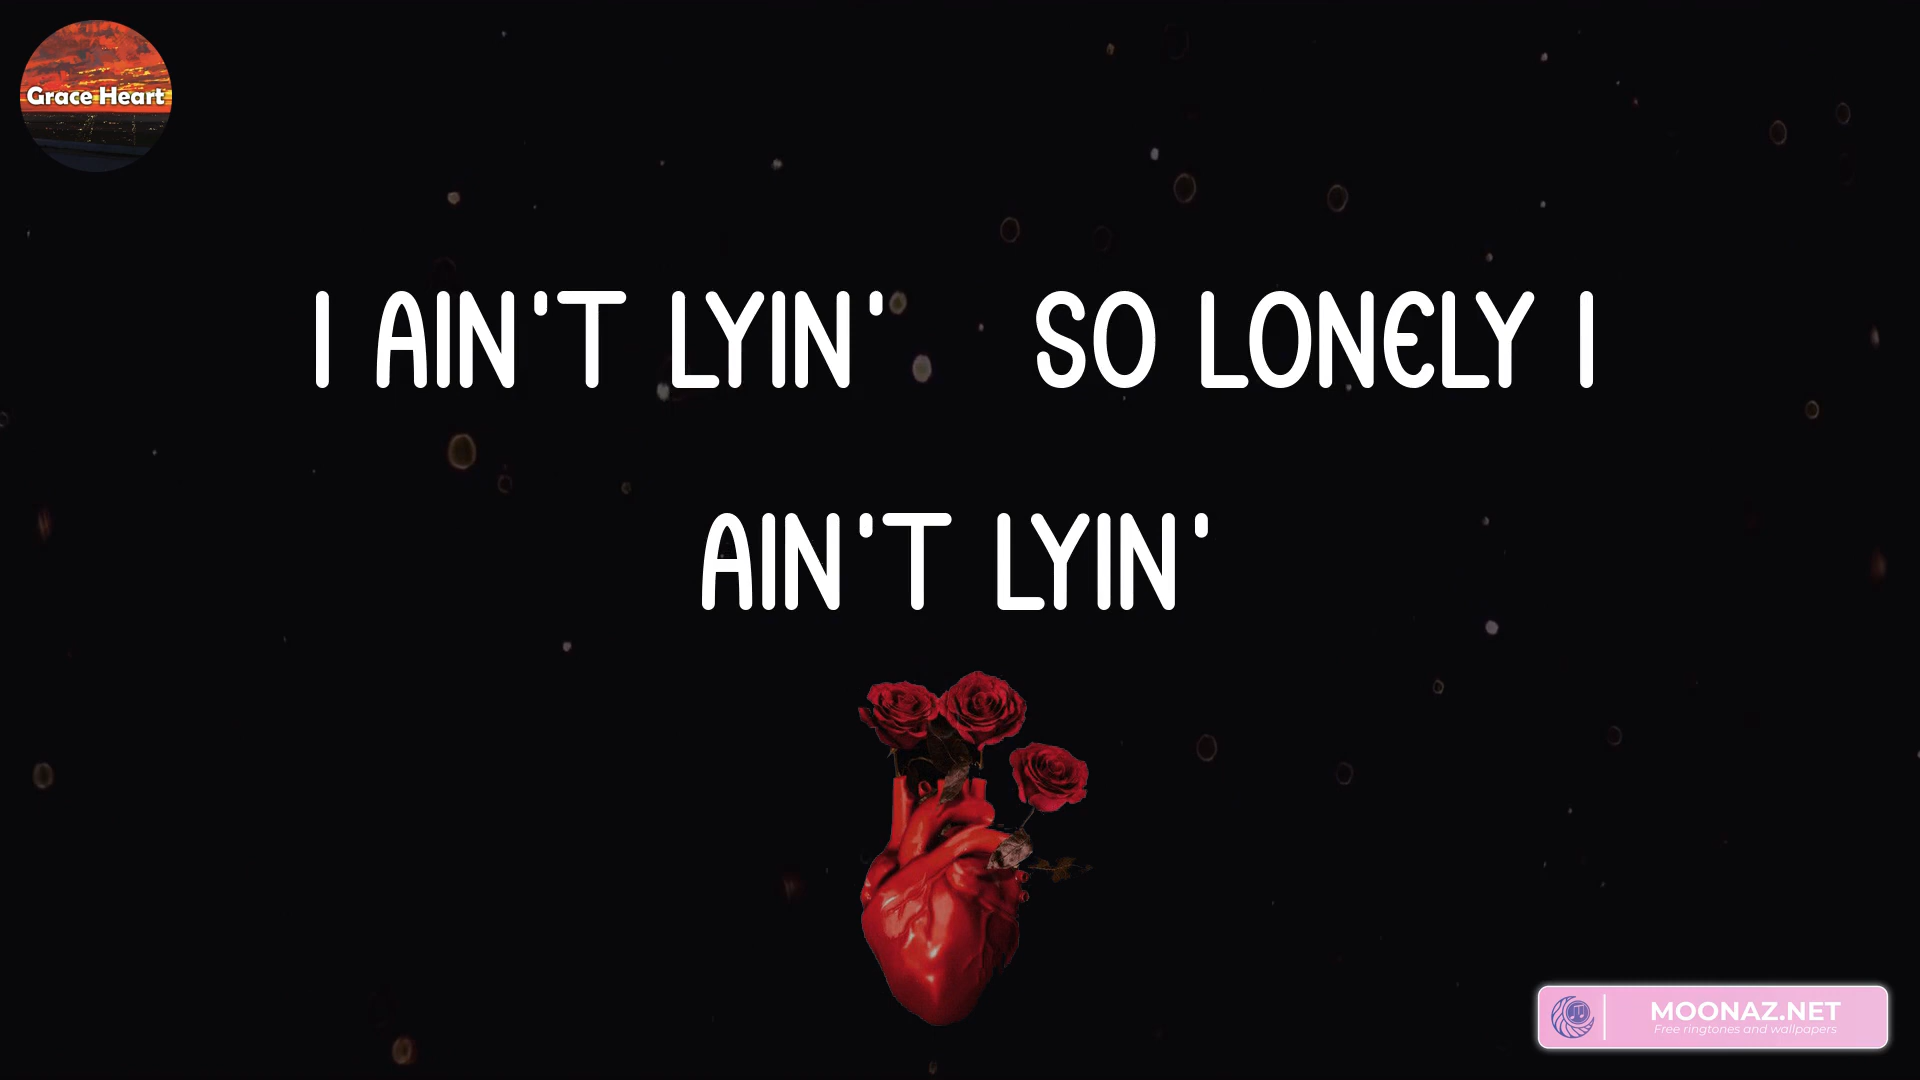 Grace Heart
I AIN'T LYIN' SO LONELY I
AIN'T LYIN'
MOONAZ.NET
Free ringtones and wallpapers